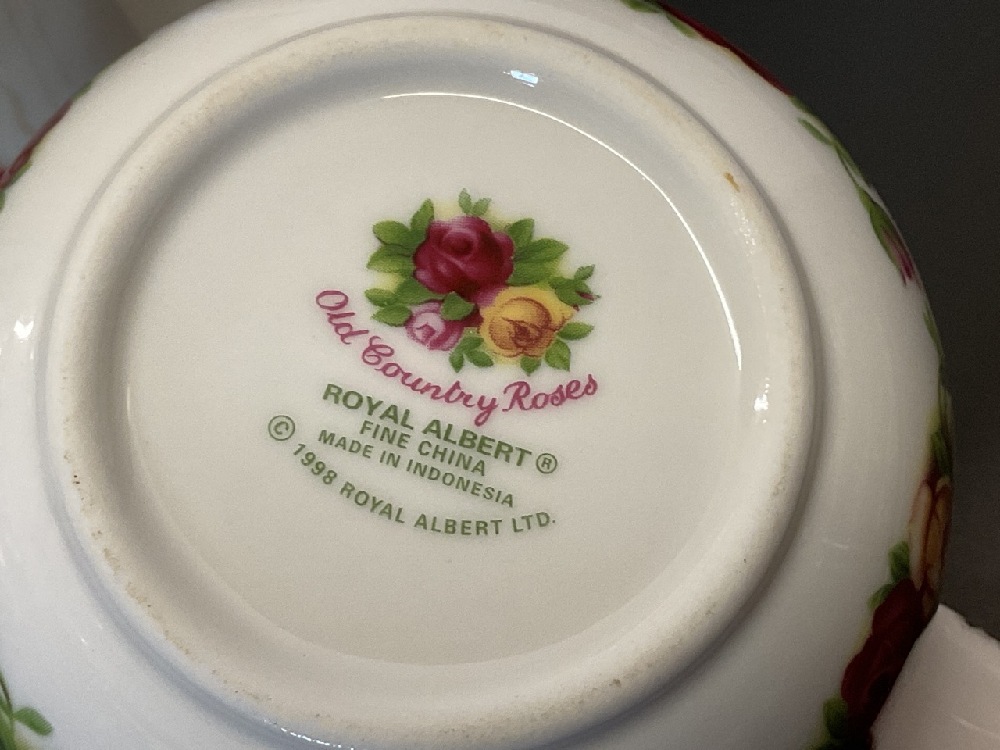 Old Country Roses
ROYAL ALBERT ®
FINE CHINA
MADE IN INDONESIA
© 1998 ROYAL ALBERT LTD.